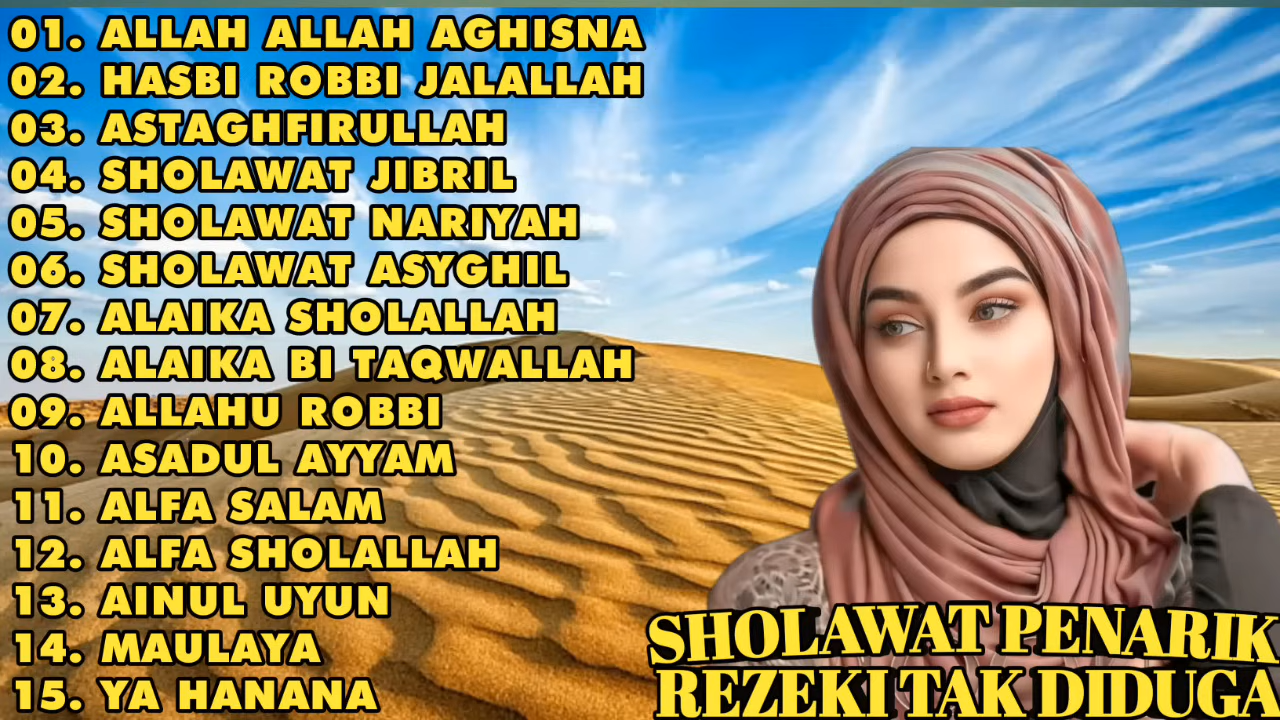 01. ALLAH ALLAH AGHISNA
02. HASBI ROBBI JALALLAH
03. ASTAGHFIRULLAH
04. SHOLAWAT JIBRIL
05. SHOLAWAT NARIYAH
06. SHOLAWAT ASYGHIL
07. ALAIKA SHOLALLAH
08. ALAIKA BI TAQWALLAH
09. ALLAHU ROBBI
10. ASADUL AYYAM
11. ALFA SALAM
12. ALFA SHOLALLAH
13. AINUL UYUN
14. MAULAYA
15. YA HANANA
SHOLAWAT PENARIK
REZEKI TAK DIDUGA